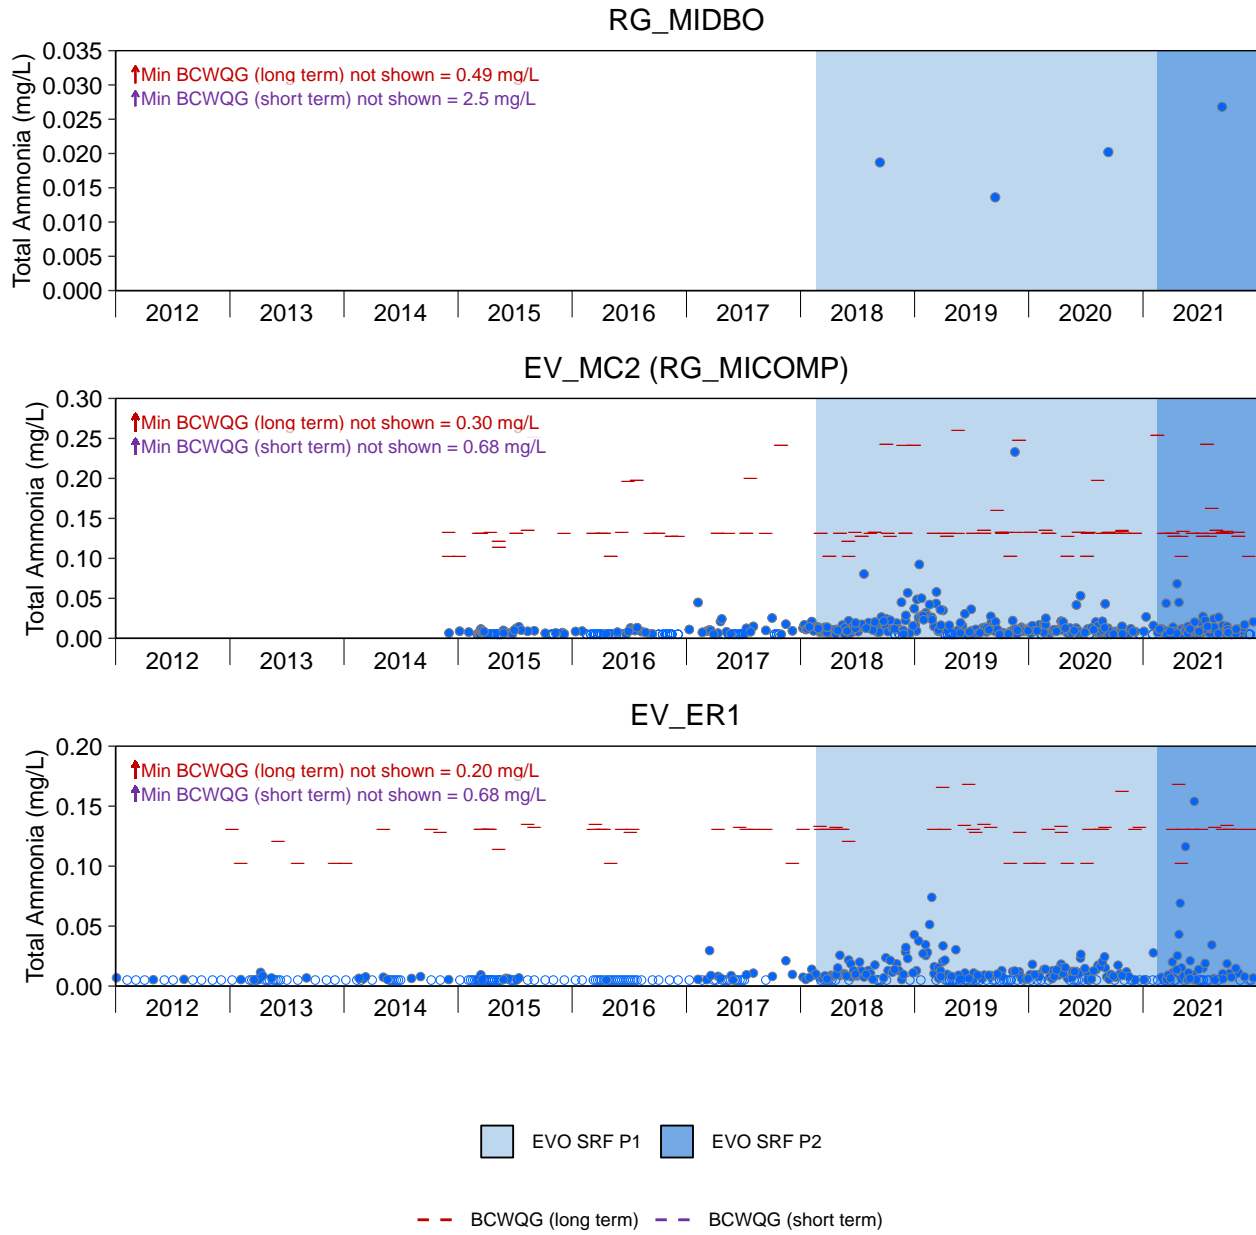 RG_MIDBO
Total Ammonia (mg/L)
0.035
0.030
0.025
0.020
0.015
0.010
0.005
0.000
↑Min BCWQG (long term) not shown = 0.49 mg/L
↑Min BCWQG (short term) not shown = 2.5 mg/L
2012 2013 2014 2015 2016 2017 2018 2019 2020 2021
EV_MC2 (RG_MICOMP)
Total Ammonia (mg/L)
0.30
0.25
0.20
0.15
0.10
0.05
0.00
↑Min BCWQG (long term) not shown = 0.30 mg/L
↑Min BCWQG (short term) not shown = 0.68 mg/L
2012 2013 2014 2015 2016 2017 2018 2019 2020 2021
EV_ER1
Total Ammonia (mg/L)
0.20
0.15
0.10
0.05
0.00
↑Min BCWQG (long term) not shown = 0.20 mg/L
↑Min BCWQG (short term) not shown = 0.68 mg/L
2012 2013 2014 2015 2016 2017 2018 2019 2020 2021
EVO SRF P1 EVO SRF P2
BCWQG (long term) BCWQG (short term)